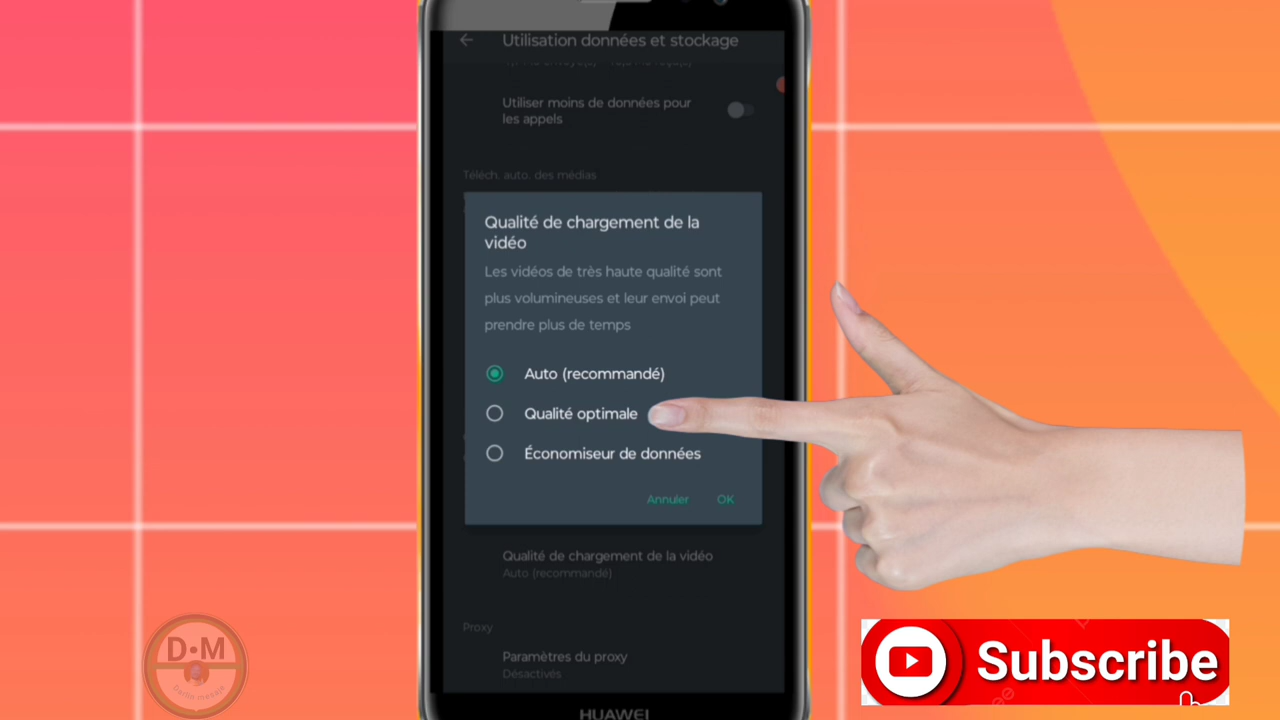 Utilisation données et stockage
Utiliser moins de données pour
les appels
Téléch. auto. des médias
Qualité de chargement de la
vidéo
Les vidéos de très haute qualité sont
plus volumineuses et leur envoi peut
prendre plus de temps
Auto (recommandé)
Qualité optimale
Économiseur de données
Annuler OK
Qualité de chargement de la vidéo
Auto (recommandé)
Proxy
Paramètres du proxy
Désactivés
HUAWEI
D•M
Subscribe